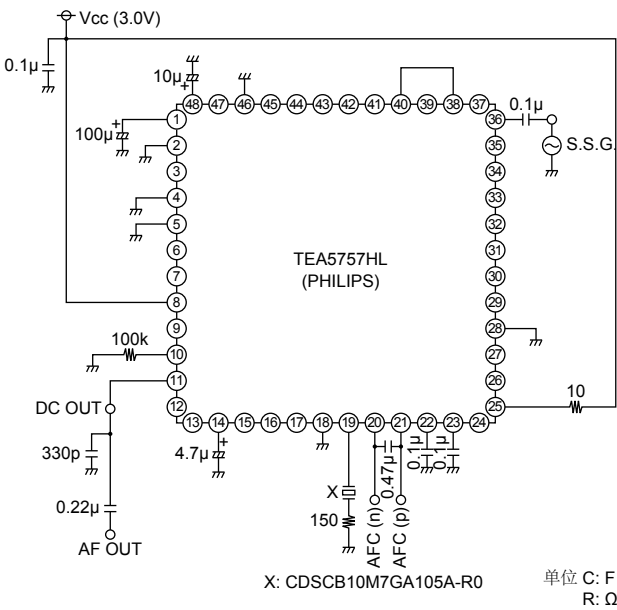 Vcc (3.0V)
0.1μ
10μ
+
48 47 46 45 44 43 42 41 40 39 38 37
0.1μ
+
100μ
1
36
S.S.G.
2
35
3
34
4
33
5
32
6
31
TEA5757HL
(PHILIPS)
7
30
8
29
9
28
100k
10
27
11
26
10
DC OUT
12
25
13 14 15 16 17 18 19 20 21 22 23 24
+
330p
4.7μ
0.47μ
0.1μ
0.1μ
X
0.22μ
150
AFC (n)
AFC (p)
AF OUT
X: CDSCB10M7GA105A-R0
单位 C: F
R: Ω